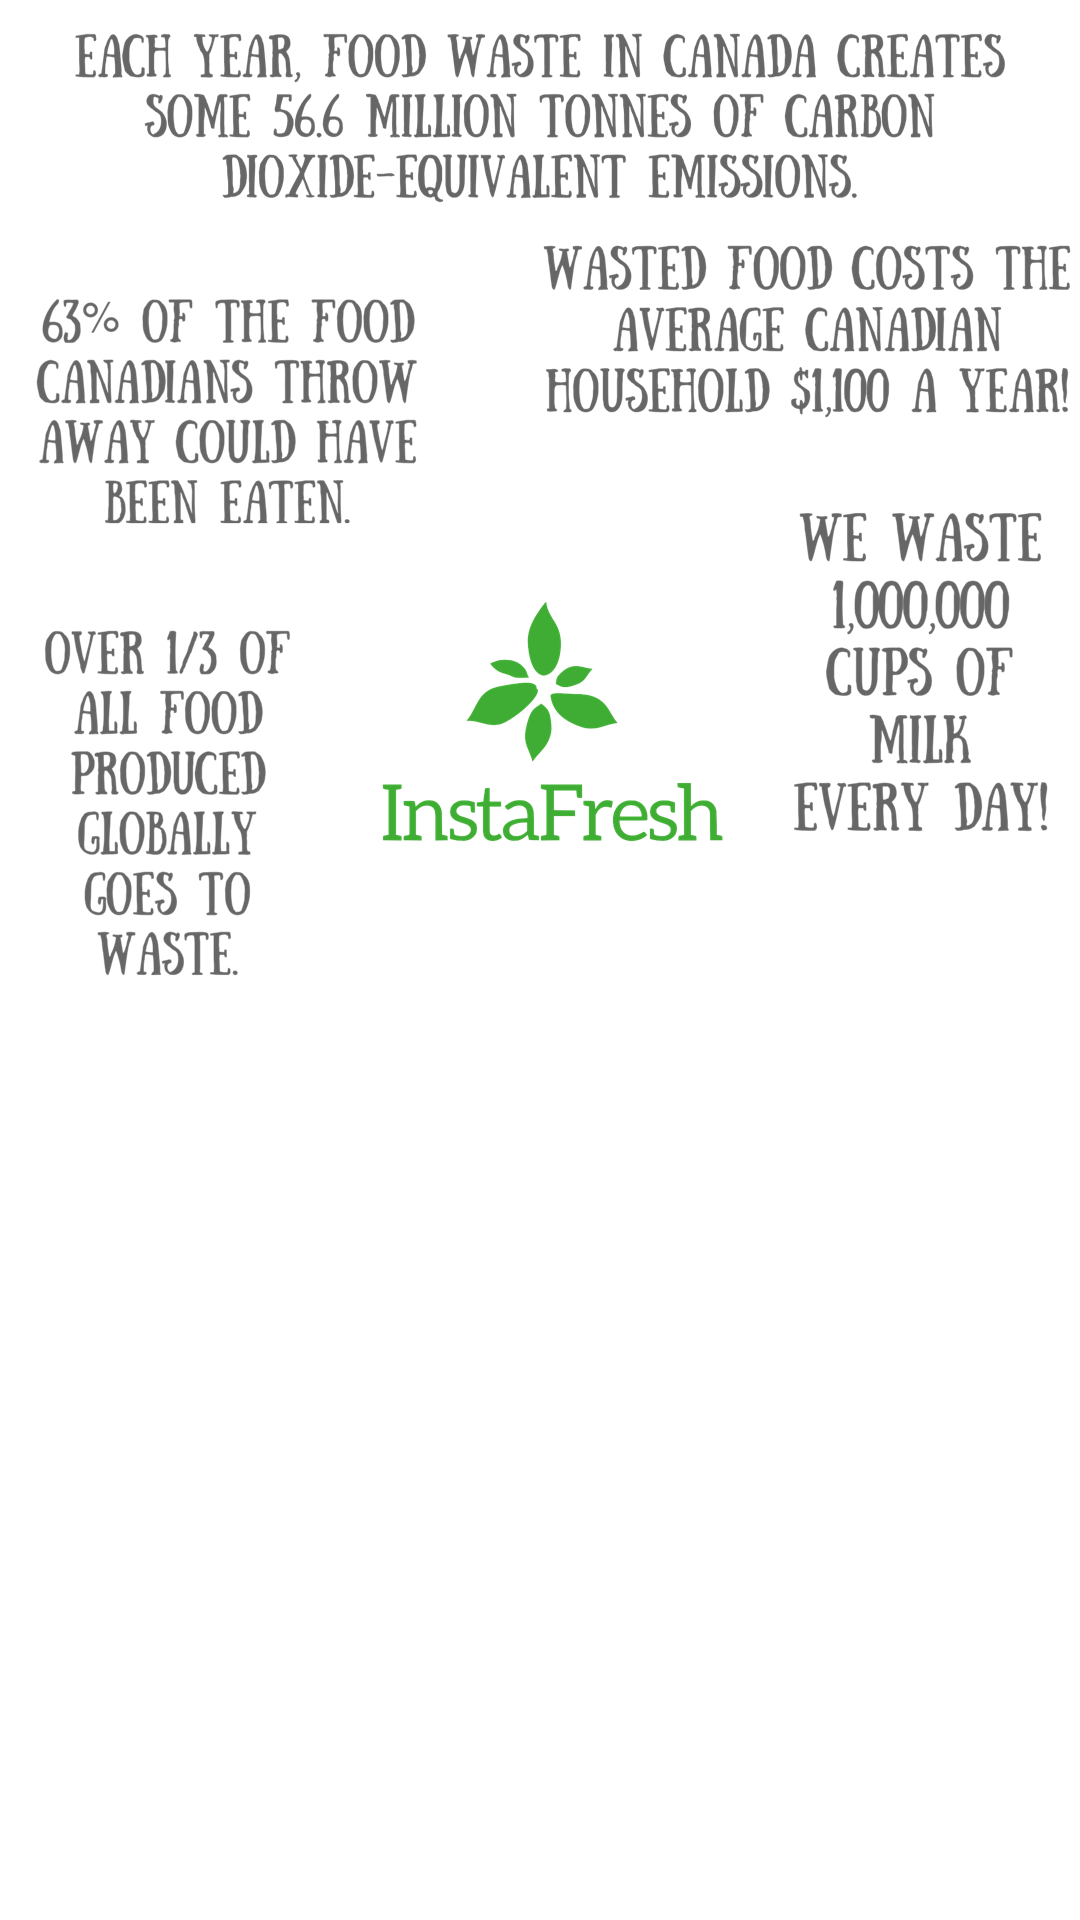 EACH YEAR, FOOD WASTE IN CANADA CREATES
SOME 56.6 MILLION TONNES OF CARBON
DIOXIDE-EQUIVALENT EMISSIONS.
WASTED FOOD COSTS THE
AVERAGE CANADIAN
HOUSEHOLD $1,100 A YEAR!
63% OF THE FOOD
CANADIANS THROW
AWAY COULD HAVE
BEEN EATEN.
WE WASTE
1,000,000
CUPS OF
MILK
EVERY DAY!
OVER 1/3 OF
ALL FOOD
PRODUCED
GLOBALLY
GOES TO
WASTE.
InstaFresh